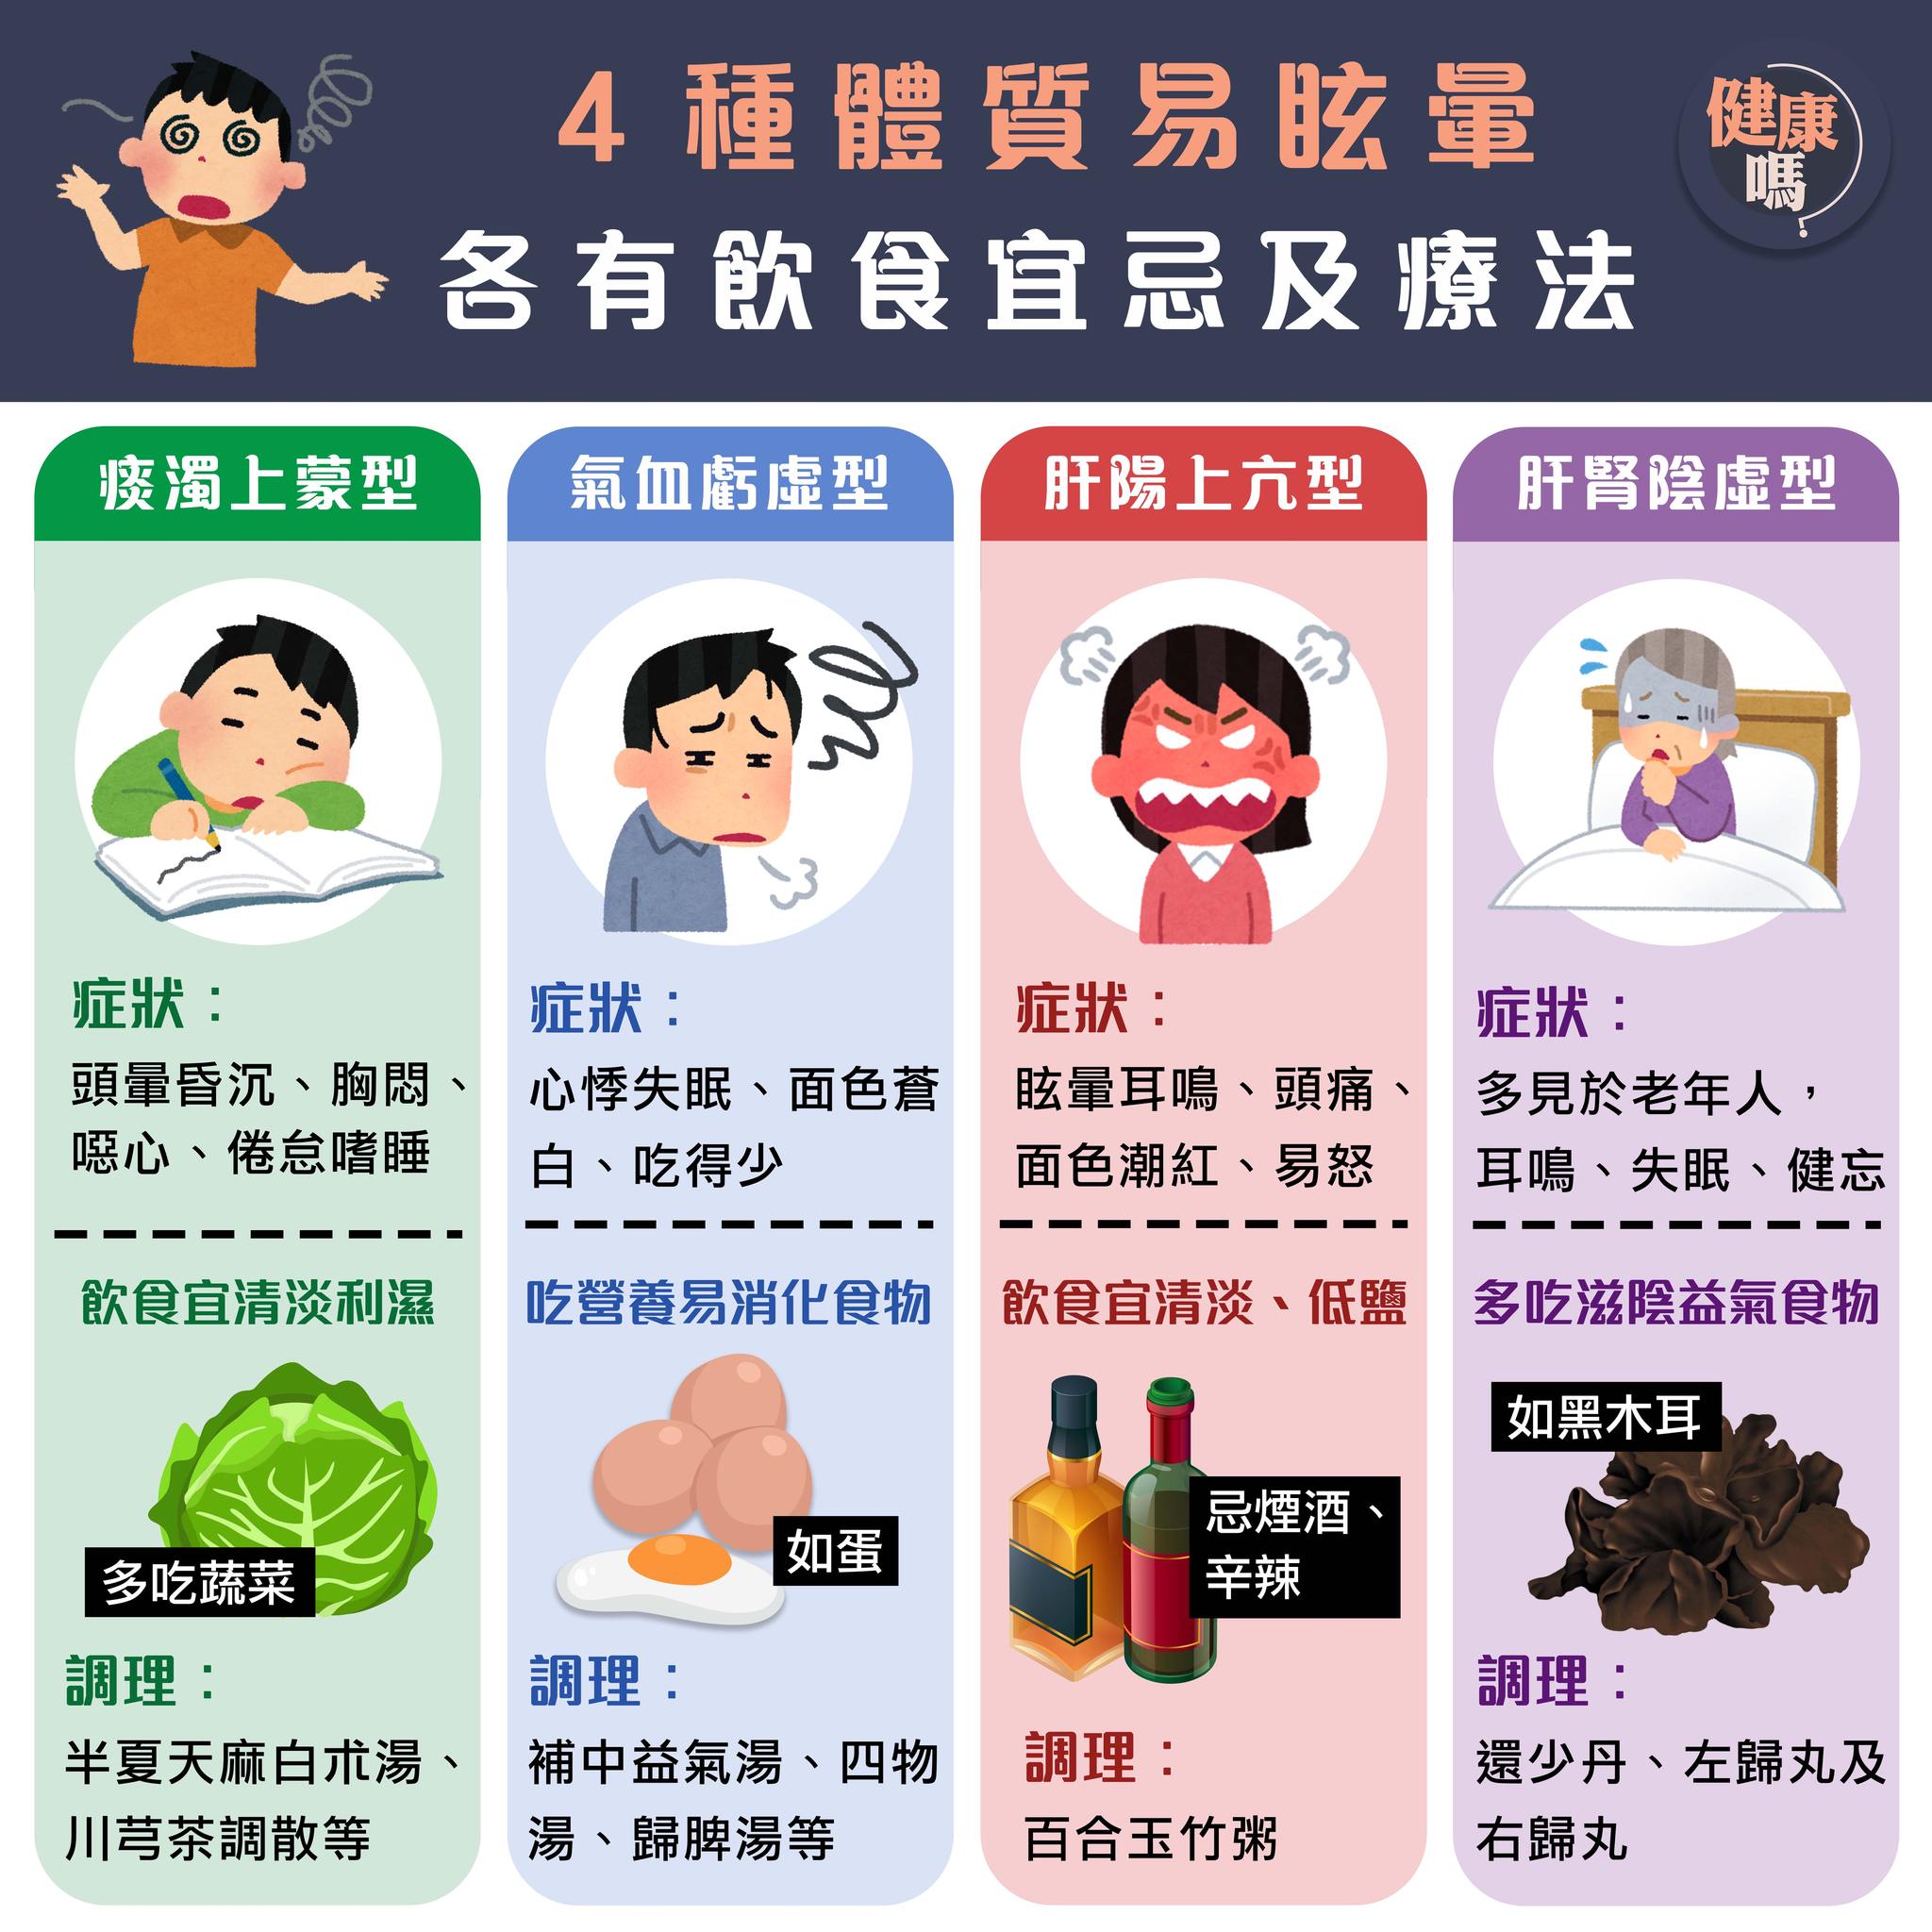 4種體質易眩暈
各有飲食宜忌及療法
健康
嗎?
痰濁上蒙型
症狀：
頭暈昏沉、胸悶、
噁心、倦怠嗜睡
飲食宜清淡利濕
多吃蔬菜
調理：
半夏天麻白朮湯、
川芎茶調散等
氣血虧虛型
症狀：
心悸失眠、面色蒼
白、吃得少
吃營養易消化食物
如蛋
調理：
補中益氣湯、四物
湯、歸脾湯等
肝陽上亢型
症狀：
眩暈耳鳴、頭痛、
面色潮紅、易怒
飲食宜清淡、低鹽
忌煙酒、
辛辣
調理：
百合玉竹粥
肝腎陰虛型
症狀：
多見於老年人，
耳鳴、失眠、健忘
多吃滋陰益氣食物
如黑木耳
調理：
還少丹、左歸丸及
右歸丸